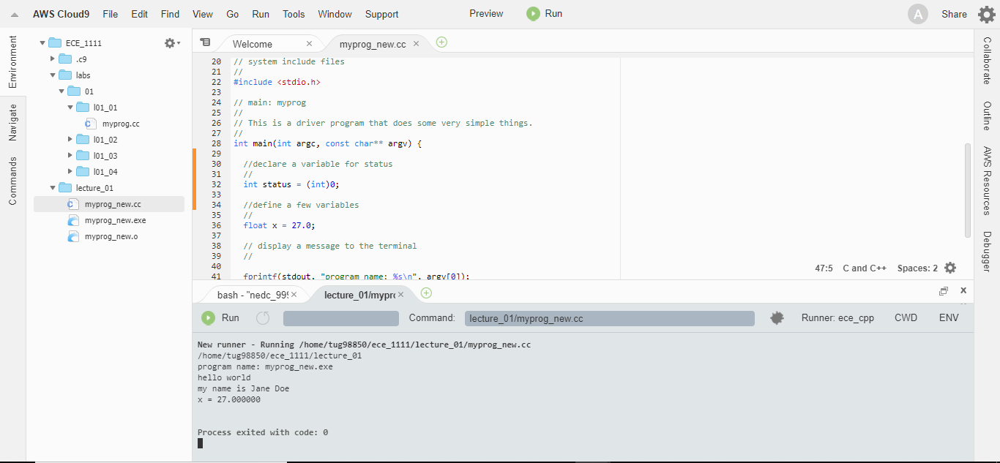 AWS Cloud9 File Edit Find View Go Run Tools Window Support Preview Run A Share
Environment
Navigate
Commands
ECE_1111
.c9
labs
01
l01_01
myprog.cc
l01_02
l01_03
l01_04
lecture_01
myprog_new.cc
myprog_new.exe
myprog_new.o
Welcome × myprog_new.cc ×
20 // system include files
21 //
22 #include <stdio.h>
23
24 // main: myprog
25 //
26 // This is a driver program that does some very simple things.
27 //
28 int main(int argc, const char** argv) {
29
30 //declare a variable for status
31 //
32 int status = (int)0;
33
34 //define a few variables
35 //
36 float x = 27.0;
37
38 // display a message to the terminal
39 //
40
41 fprintf(stdout, "program name: %s\n", argv[0]);
47:5 C and C++ Spaces: 2
bash - "nedc_999 × lecture_01/mypro ×
Run Command: lecture_01/myprog_new.cc Runner: ece_cpp CWD ENV
New runner - Running /home/tug98850/ece_1111/lecture_01/myprog_new.cc
/home/tug98850/ece_1111/lecture_01
program name: myprog_new.exe
hello world
my name is Jane Doe
x = 27.000000
Process exited with code: 0
Collaborate
Outline
AWS Resources
Debugger